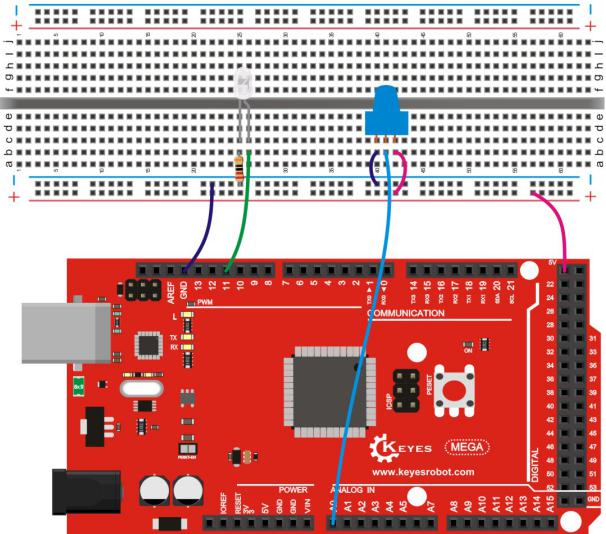 1 5 10 15 20 25 30 35 40 45 50 55 60
j
i
h
g
f
e
d
c
b
a
AREF GND 13 12 11 10 9 8 7 6 5 4 3 2 TX0 ▶ 1 RX0 ◀ 0 TX3 14 RX3 15 TX2 16 RX2 17 TX1 18 RX1 19 SDA 20 SCL 21
5V
PWM
COMMUNICATION
L
TX
RX
22
24
26
28
30 31
32 33
34 35
36 37
38 39
40 41
42 43
44 45
46 47
48 49
50 51
52 53
GND
ON
ICSP
RESET
KEYES MEGA
www.keyesrobot.com
DIGITAL
POWER ANALOG IN
IOREF RESET 3V3 5V GND GND VIN A0 A1 A2 A3 A4 A5 A7 A8 A9 A10 A11 A12 A13 A14 A15